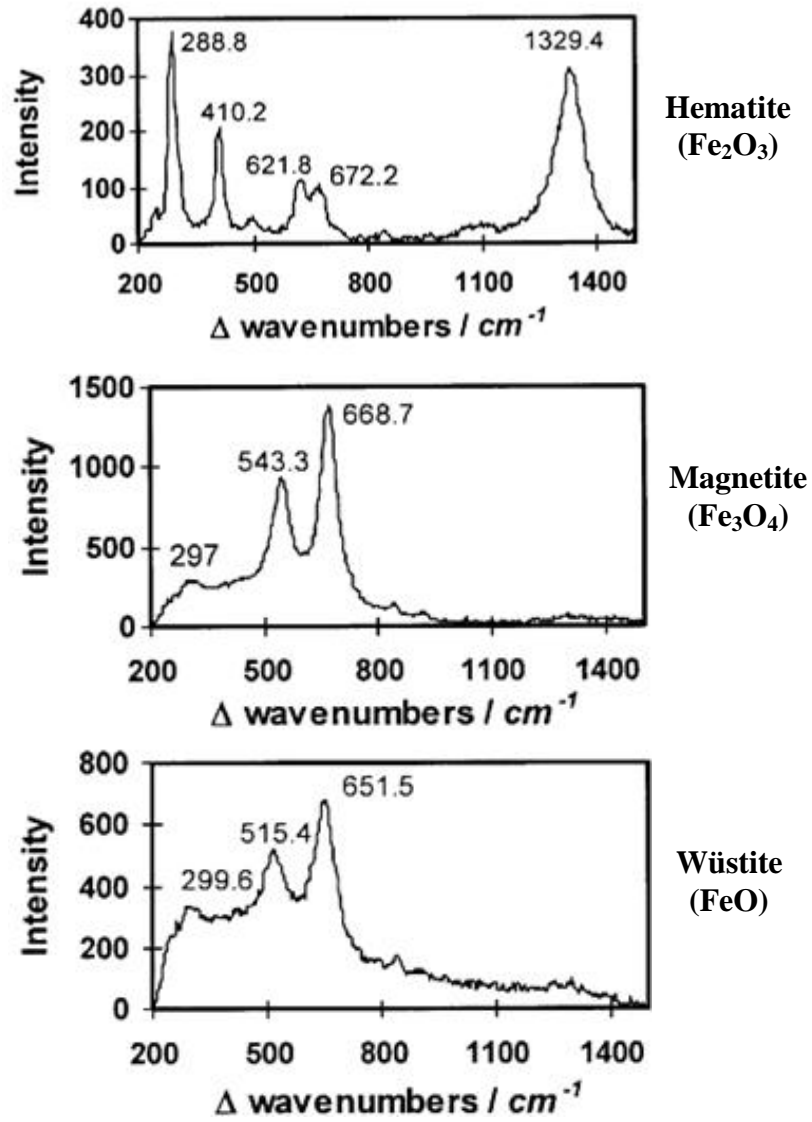 400
300
200
100
0
Intensity
288.8
410.2
621.8
672.2
1329.4
200 500 800 1100 1400
Δ wavenumbers / cm⁻¹
Hematite
(Fe₂O₃)
1500
1000
500
0
Intensity
297
543.3
668.7
200 500 800 1100 1400
Δ wavenumbers / cm⁻¹
Magnetite
(Fe₃O₄)
800
600
400
200
0
Intensity
299.6
515.4
651.5
200 500 800 1100 1400
Δ wavenumbers / cm⁻¹
Wüstite
(FeO)